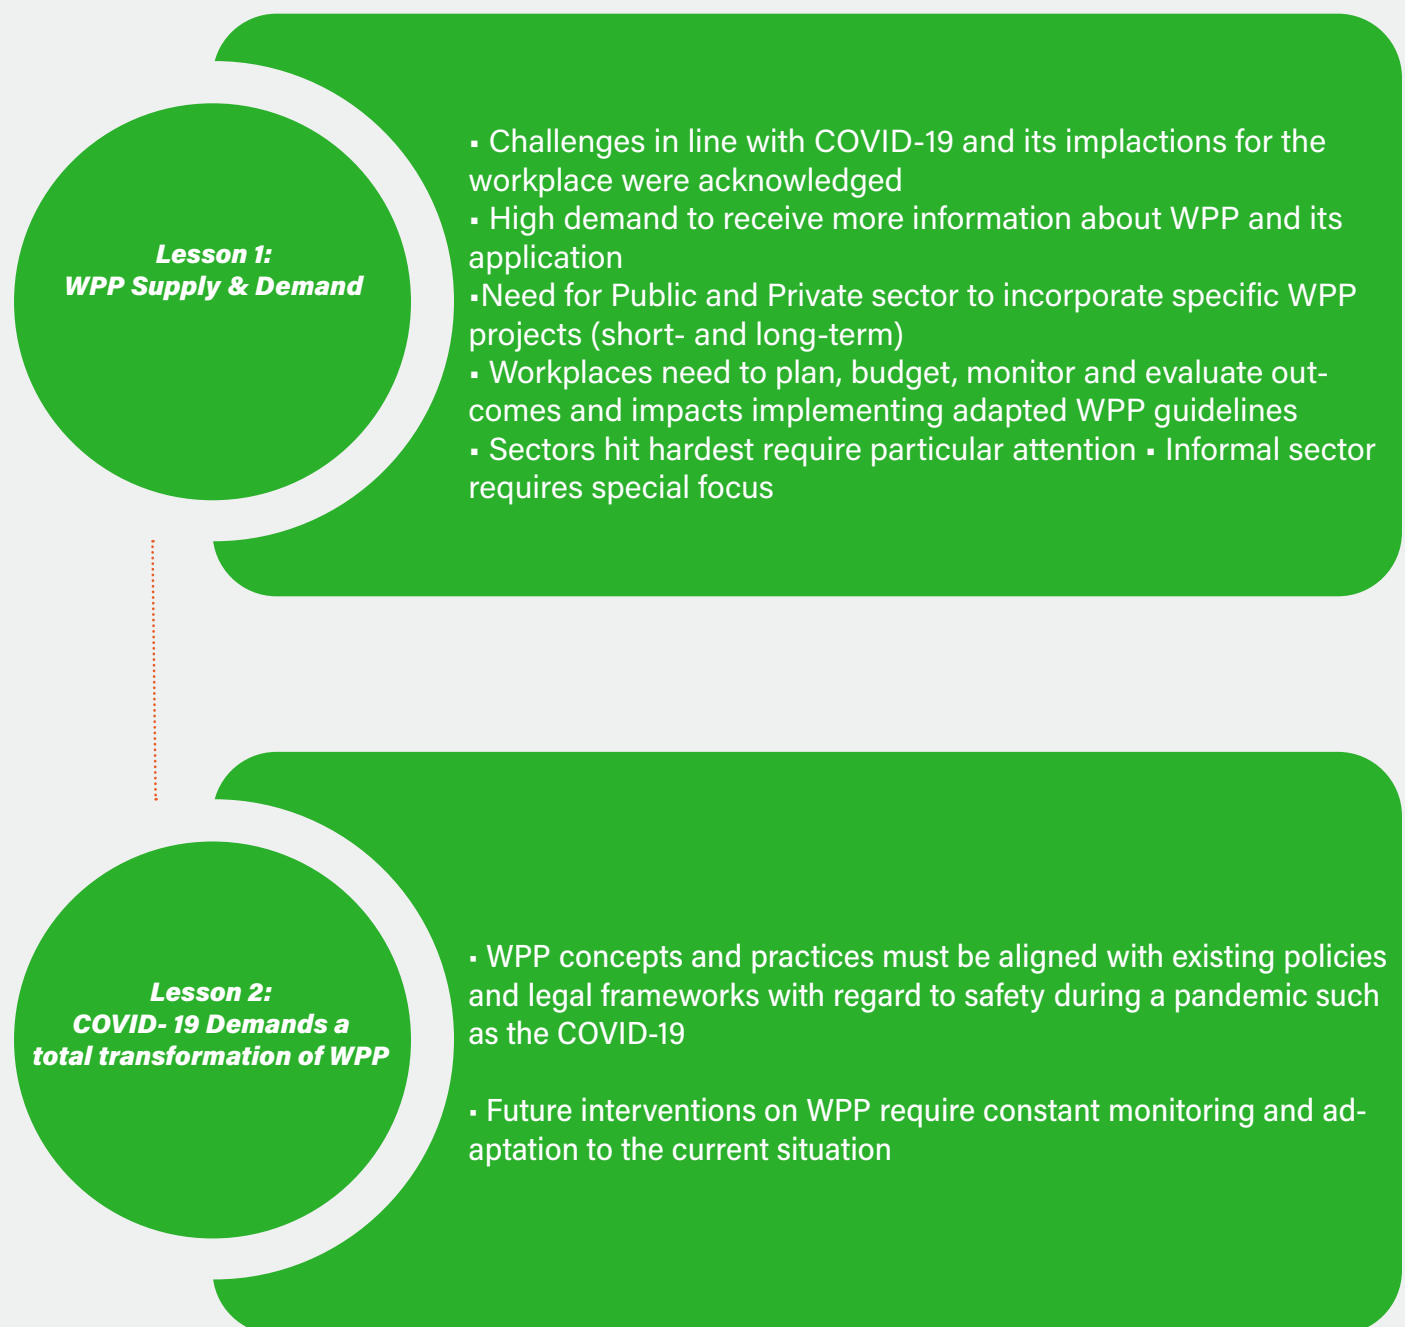 Lesson 1:
WPP Supply & Demand
▪ Challenges in line with COVID-19 and its implactions for the
workplace were acknowledged
▪ High demand to receive more information about WPP and its
application
▪Need for Public and Private sector to incorporate specific WPP
projects (short- and long-term)
▪ Workplaces need to plan, budget, monitor and evaluate out-
comes and impacts implementing adapted WPP guidelines
▪ Sectors hit hardest require particular attention ▪ Informal sector
requires special focus
Lesson 2:
COVID- 19 Demands a
total transformation of WPP
▪ WPP concepts and practices must be aligned with existing policies
and legal frameworks with regard to safety during a pandemic such
as the COVID-19
▪ Future interventions on WPP require constant monitoring and ad-
aptation to the current situation